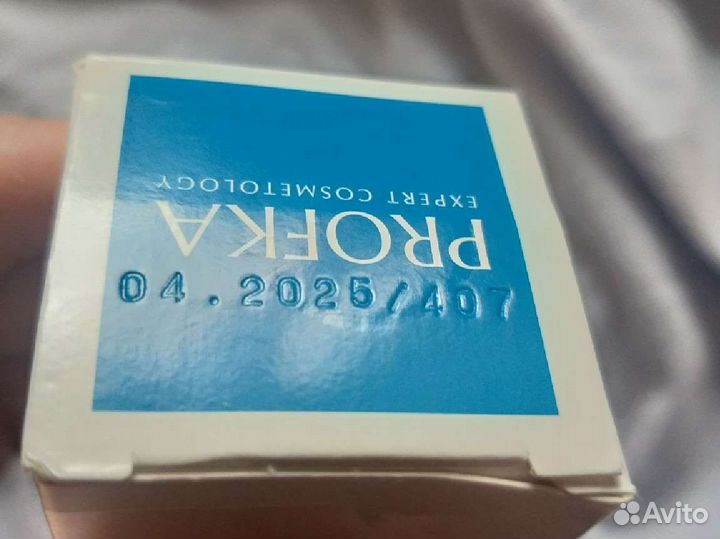 PROFKA
EXPERT COSMETOLOGY
04.2025/407
Avito